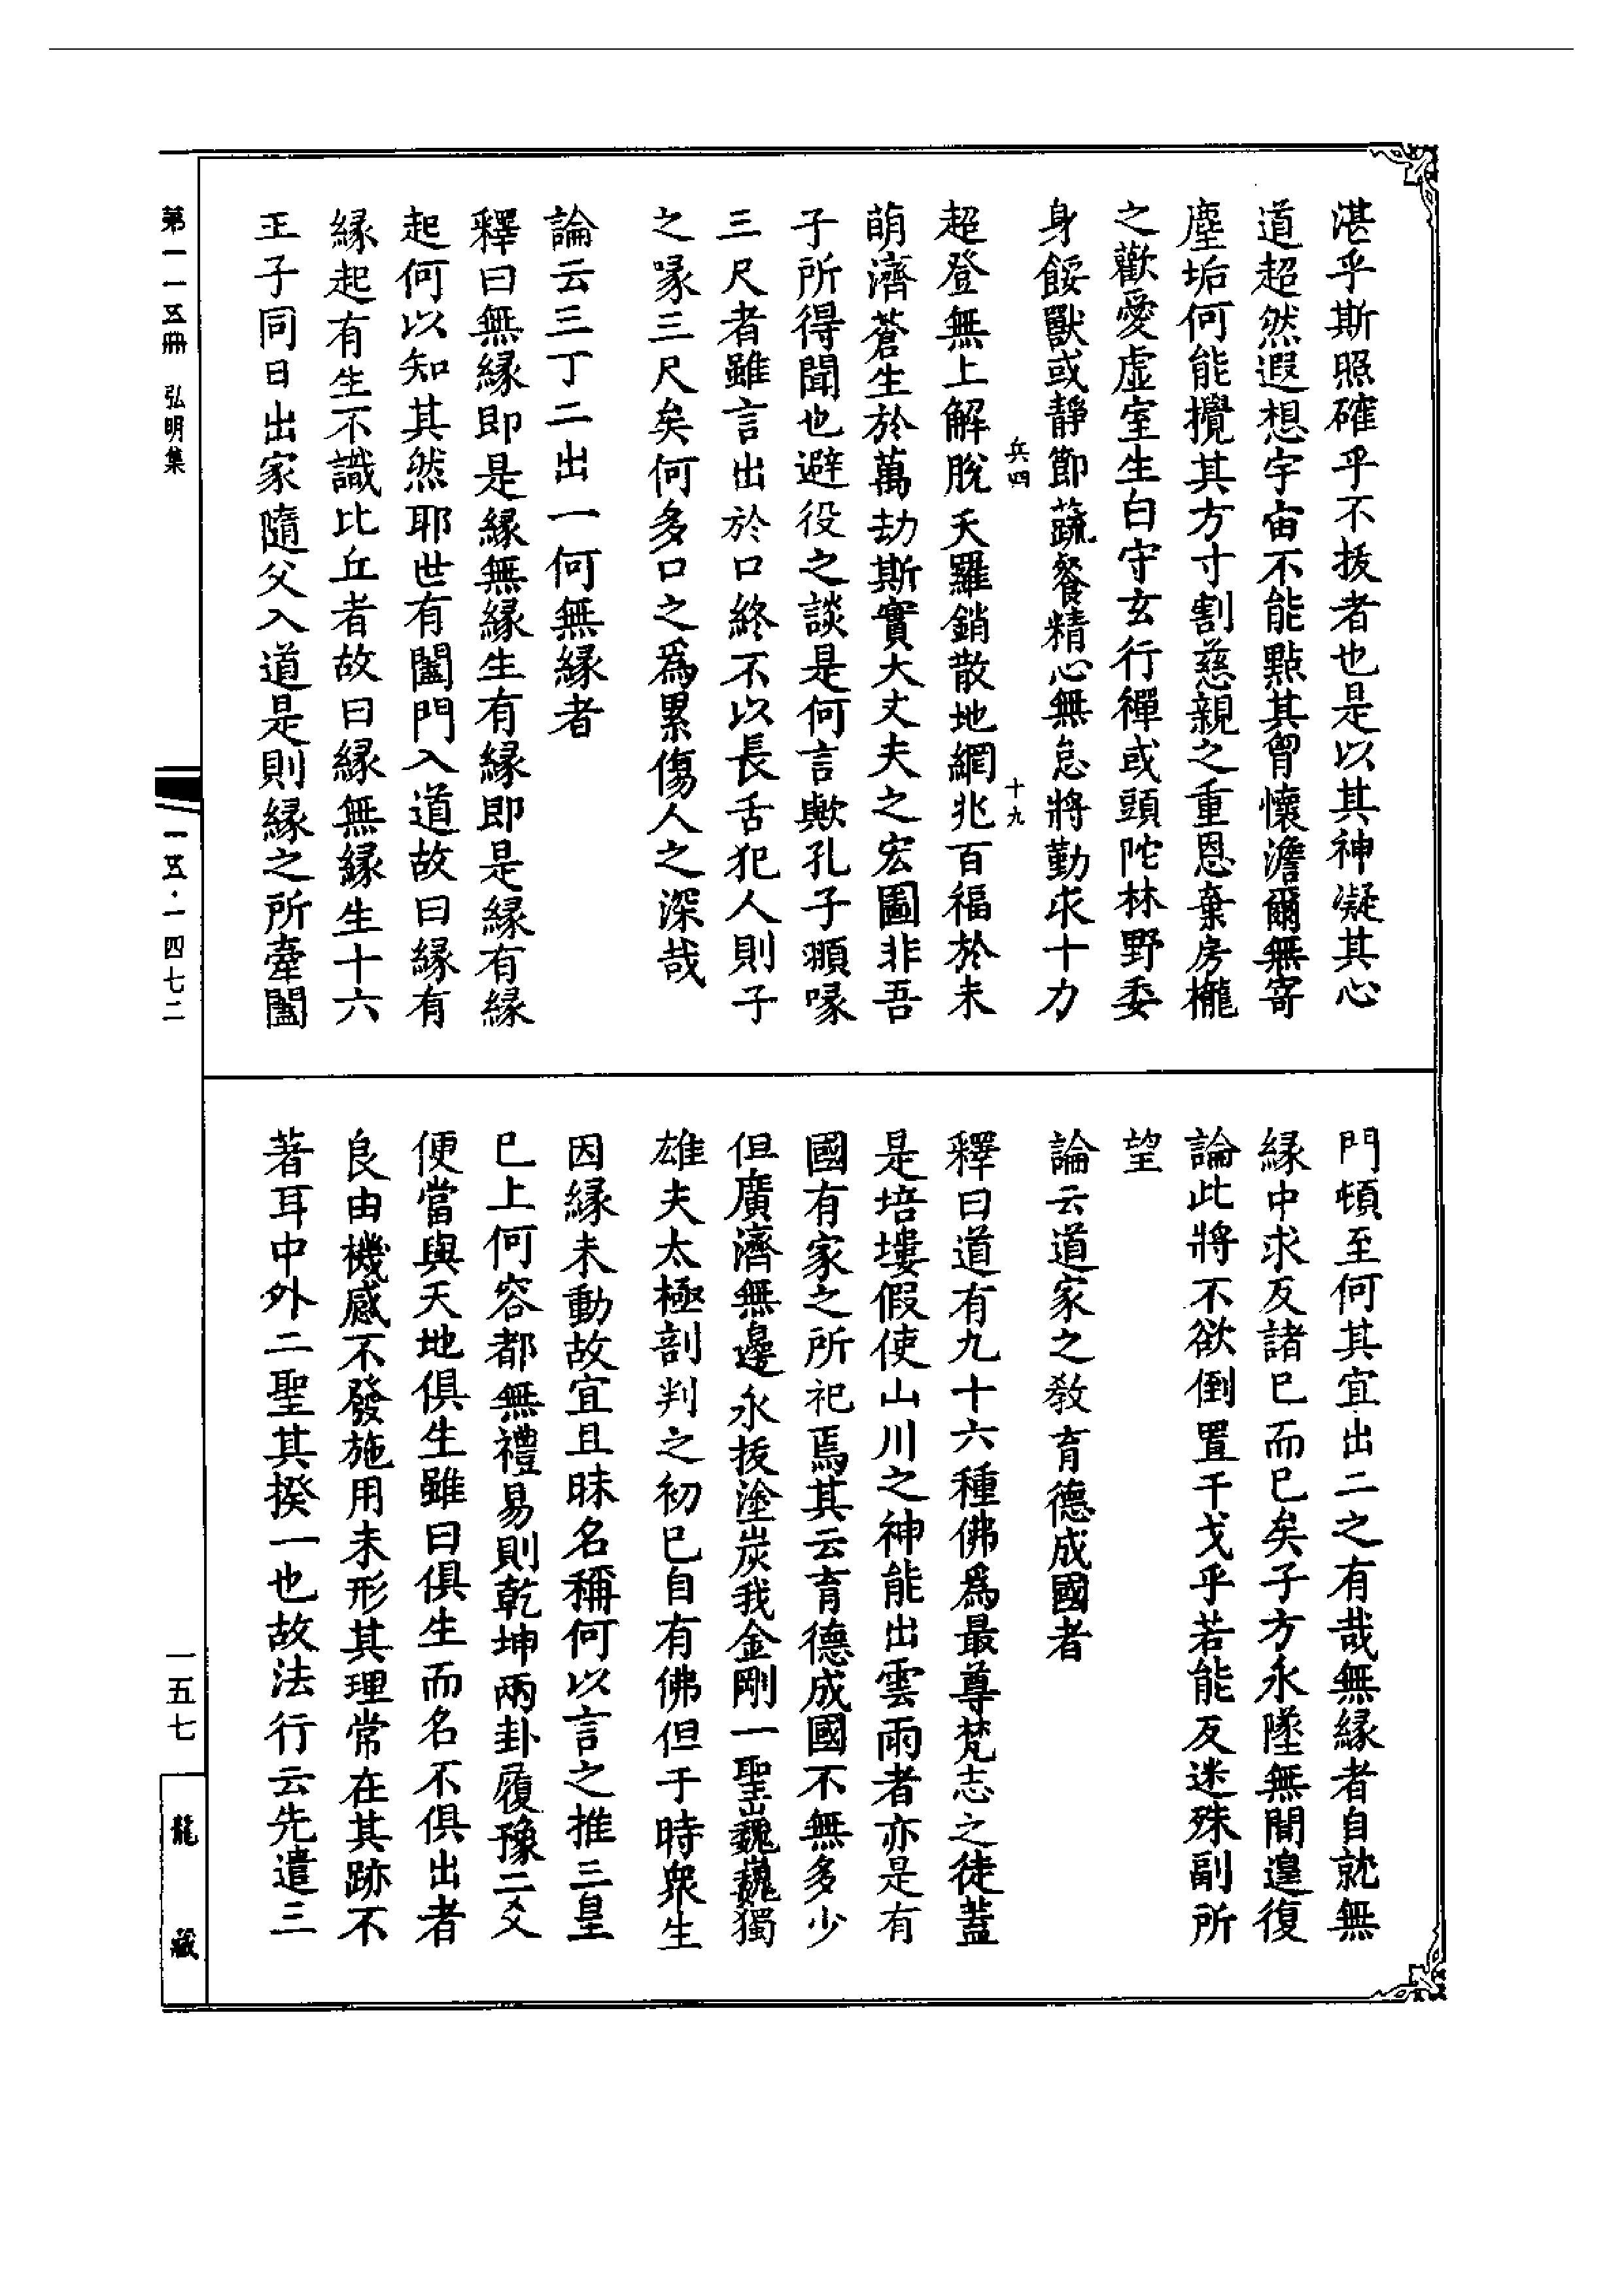 湛乎斯照確乎不拔者也是以其神凝其心
道超然遐想宇宙不能點其胷懷澹爾無寄
塵垢何能攪其方寸割慈親之重恩棄房櫳
之歡愛虛室生白守玄行禪或頭陀林野委
身餧獸或靜節蔬餐精心無怠將勤求十力
兵四
十九
超登無上解脫天羅銷散地網兆百福於未
萌濟蒼生於萬劫斯實大丈夫之宏圖非吾
子所得聞也避役之談是何言歟孔子頨喙
三尺者雖言出於口終不以長舌犯人則子
之喙三尺矣何多口之為累傷人之深哉
論云三丁二出一何無緣者
釋曰無緣即是緣無緣生有緣即是緣有緣
起何以知其然耶世有闔門入道故曰緣有
緣起有生不識比丘者故曰緣無緣生十六
王子同日出家隨父入道是則緣之所牽闔
門頓至何其宜出二之有哉無緣者自就無
緣中求反諸已而已矣子方永墜無間遑復
論此將不欲倒置干戈乎若能反迷殊副所
望
論云道家之敎育德成國者
釋曰道有九十六種佛為最尊梵志之徒蓋
是培塿假使山川之神能出雲雨者亦是有
國有家之所祀焉其云育德成國不無多少
但廣濟無邊永拔塗炭我金剛一聖巍巍獨
雄夫太極剖判之初已自有佛但于時衆生
因緣未動故宜且昧名稱何以言之推三皇
已上何容都無禮易則乾坤兩卦履豫二爻
便當與天地俱生雖曰俱生而名不俱出者
良由機感不發施用未形其理常在其跡不
著耳中外二聖其揆一也故法行云先遣三
第一一五冊 弘明集
一五·一四七二
一五七
龍藏